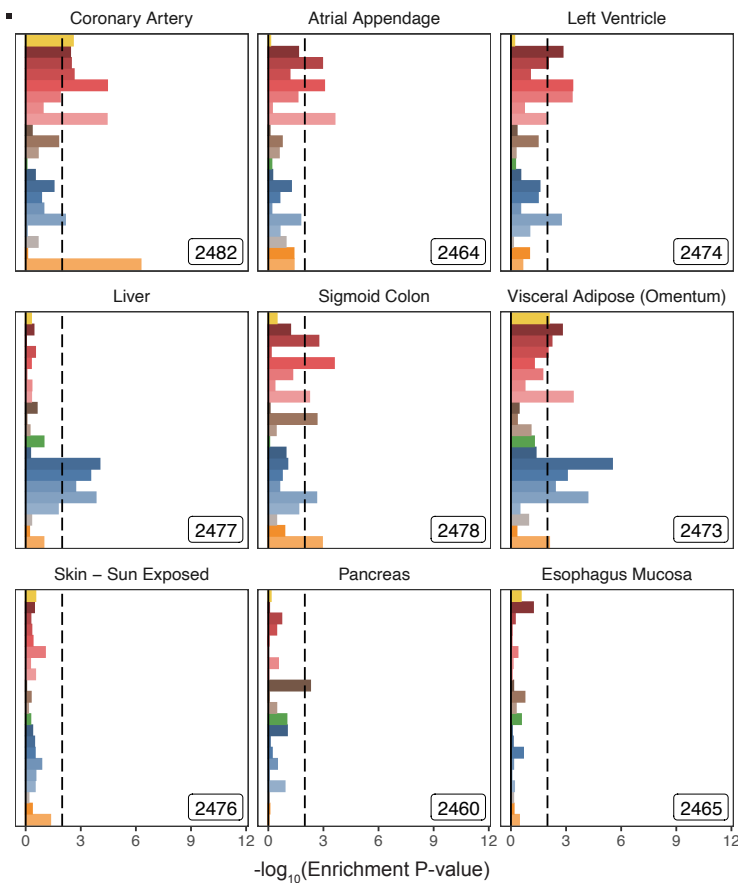 Coronary Artery Atrial Appendage Left Ventricle
2482 2464 2474
Liver Sigmoid Colon Visceral Adipose (Omentum)
2477 2478 2473
Skin − Sun Exposed Pancreas Esophagus Mucosa
2476 2460 2465
0 3 6 9 12 0 3 6 9 12 0 3 6 9 12
-log10(Enrichment P-value)